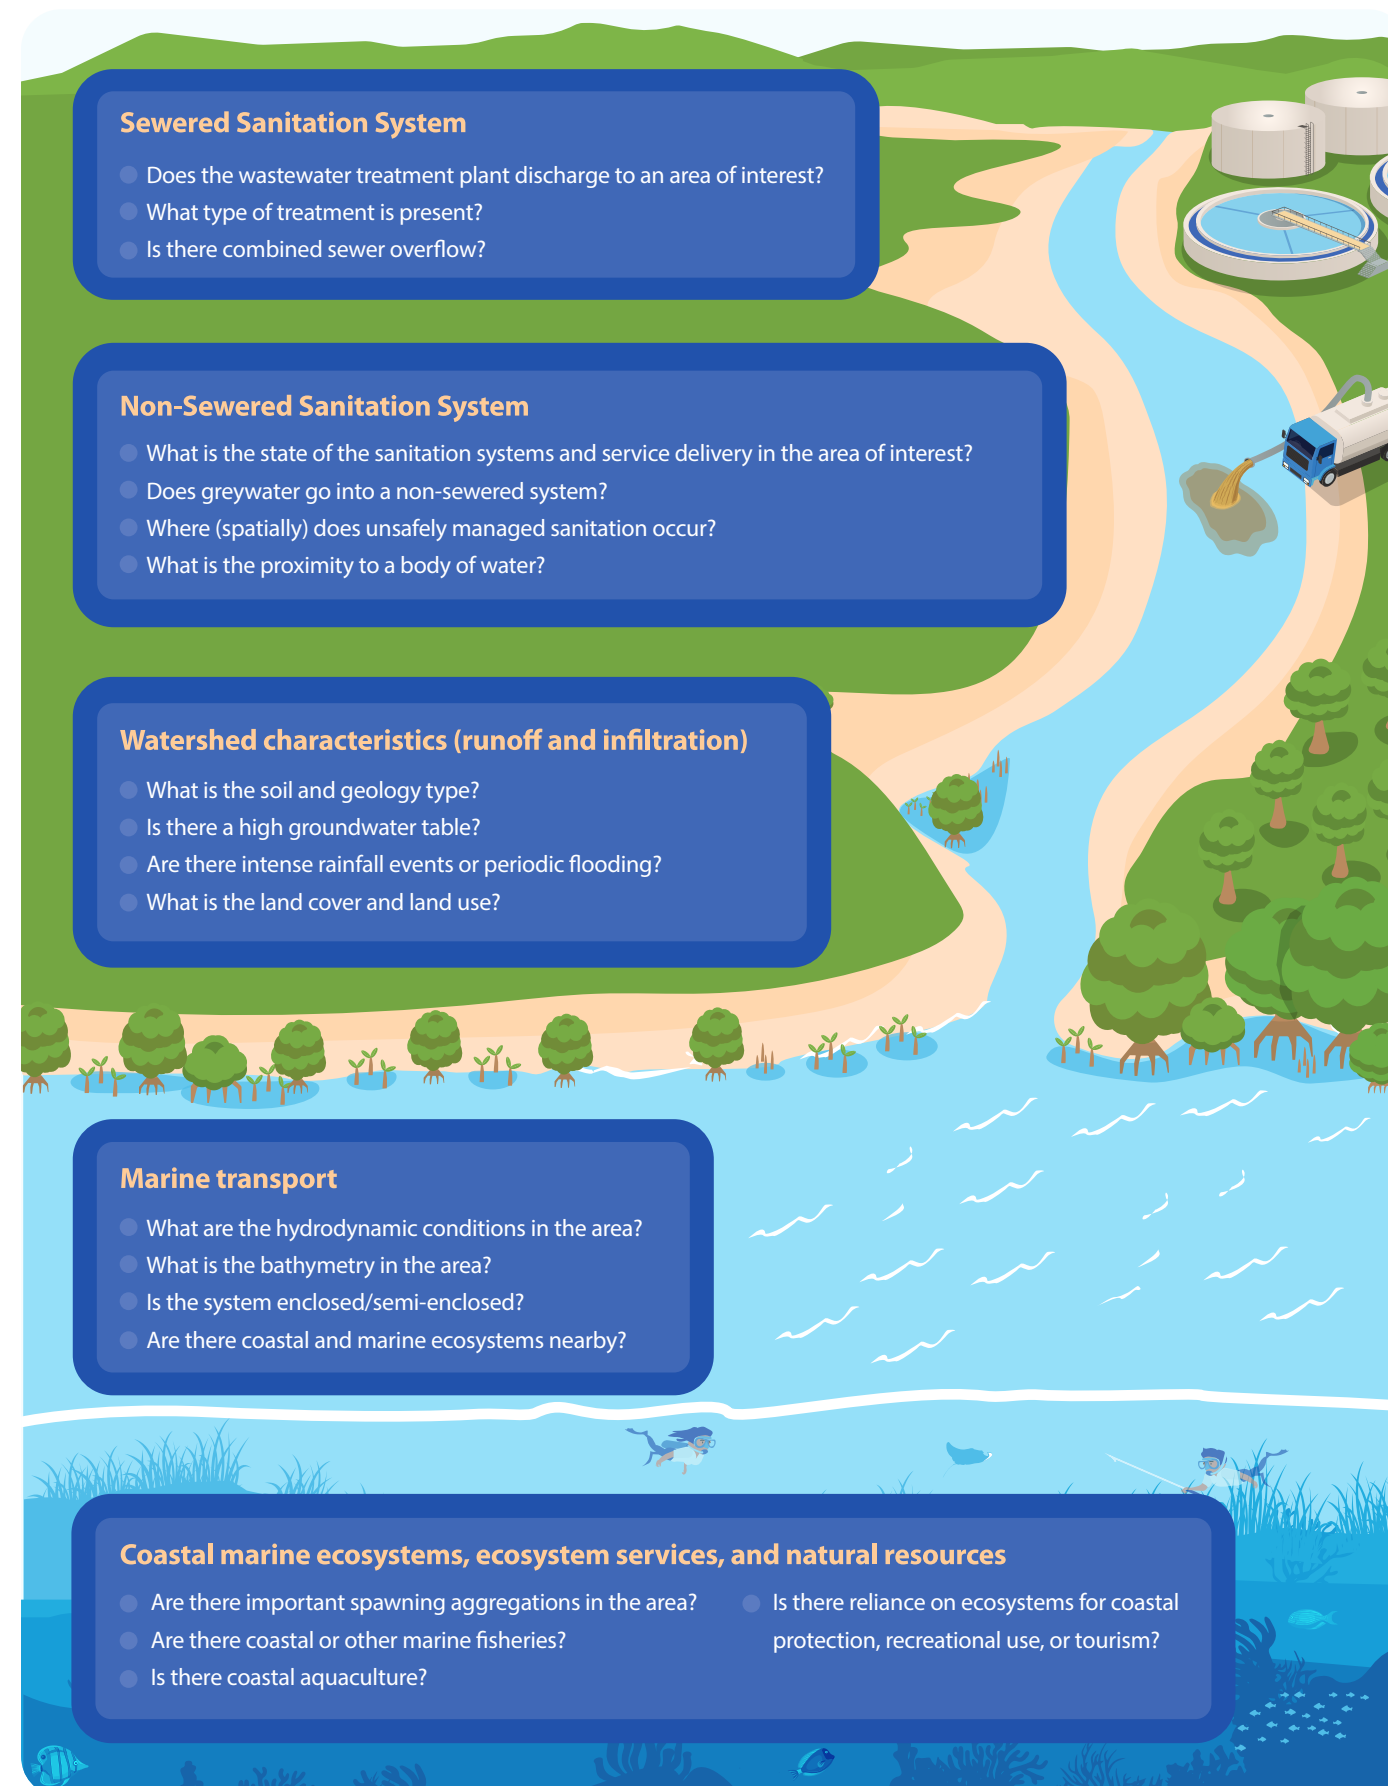 Sewered Sanitation System
Does the wastewater treatment plant discharge to an area of interest?
What type of treatment is present?
Is there combined sewer overflow?
Non-Sewered Sanitation System
What is the state of the sanitation systems and service delivery in the area of interest?
Does greywater go into a non-sewered system?
Where (spatially) does unsafely managed sanitation occur?
What is the proximity to a body of water?
Watershed characteristics (runoff and infiltration)
What is the soil and geology type?
Is there a high groundwater table?
Are there intense rainfall events or periodic flooding?
What is the land cover and land use?
Marine transport
What are the hydrodynamic conditions in the area?
What is the bathymetry in the area?
Is the system enclosed/semi-enclosed?
Are there coastal and marine ecosystems nearby?
Coastal marine ecosystems, ecosystem services, and natural resources
Are there important spawning aggregations in the area?
Are there coastal or other marine fisheries?
Is there coastal aquaculture?
Is there reliance on ecosystems for coastal
protection, recreational use, or tourism?